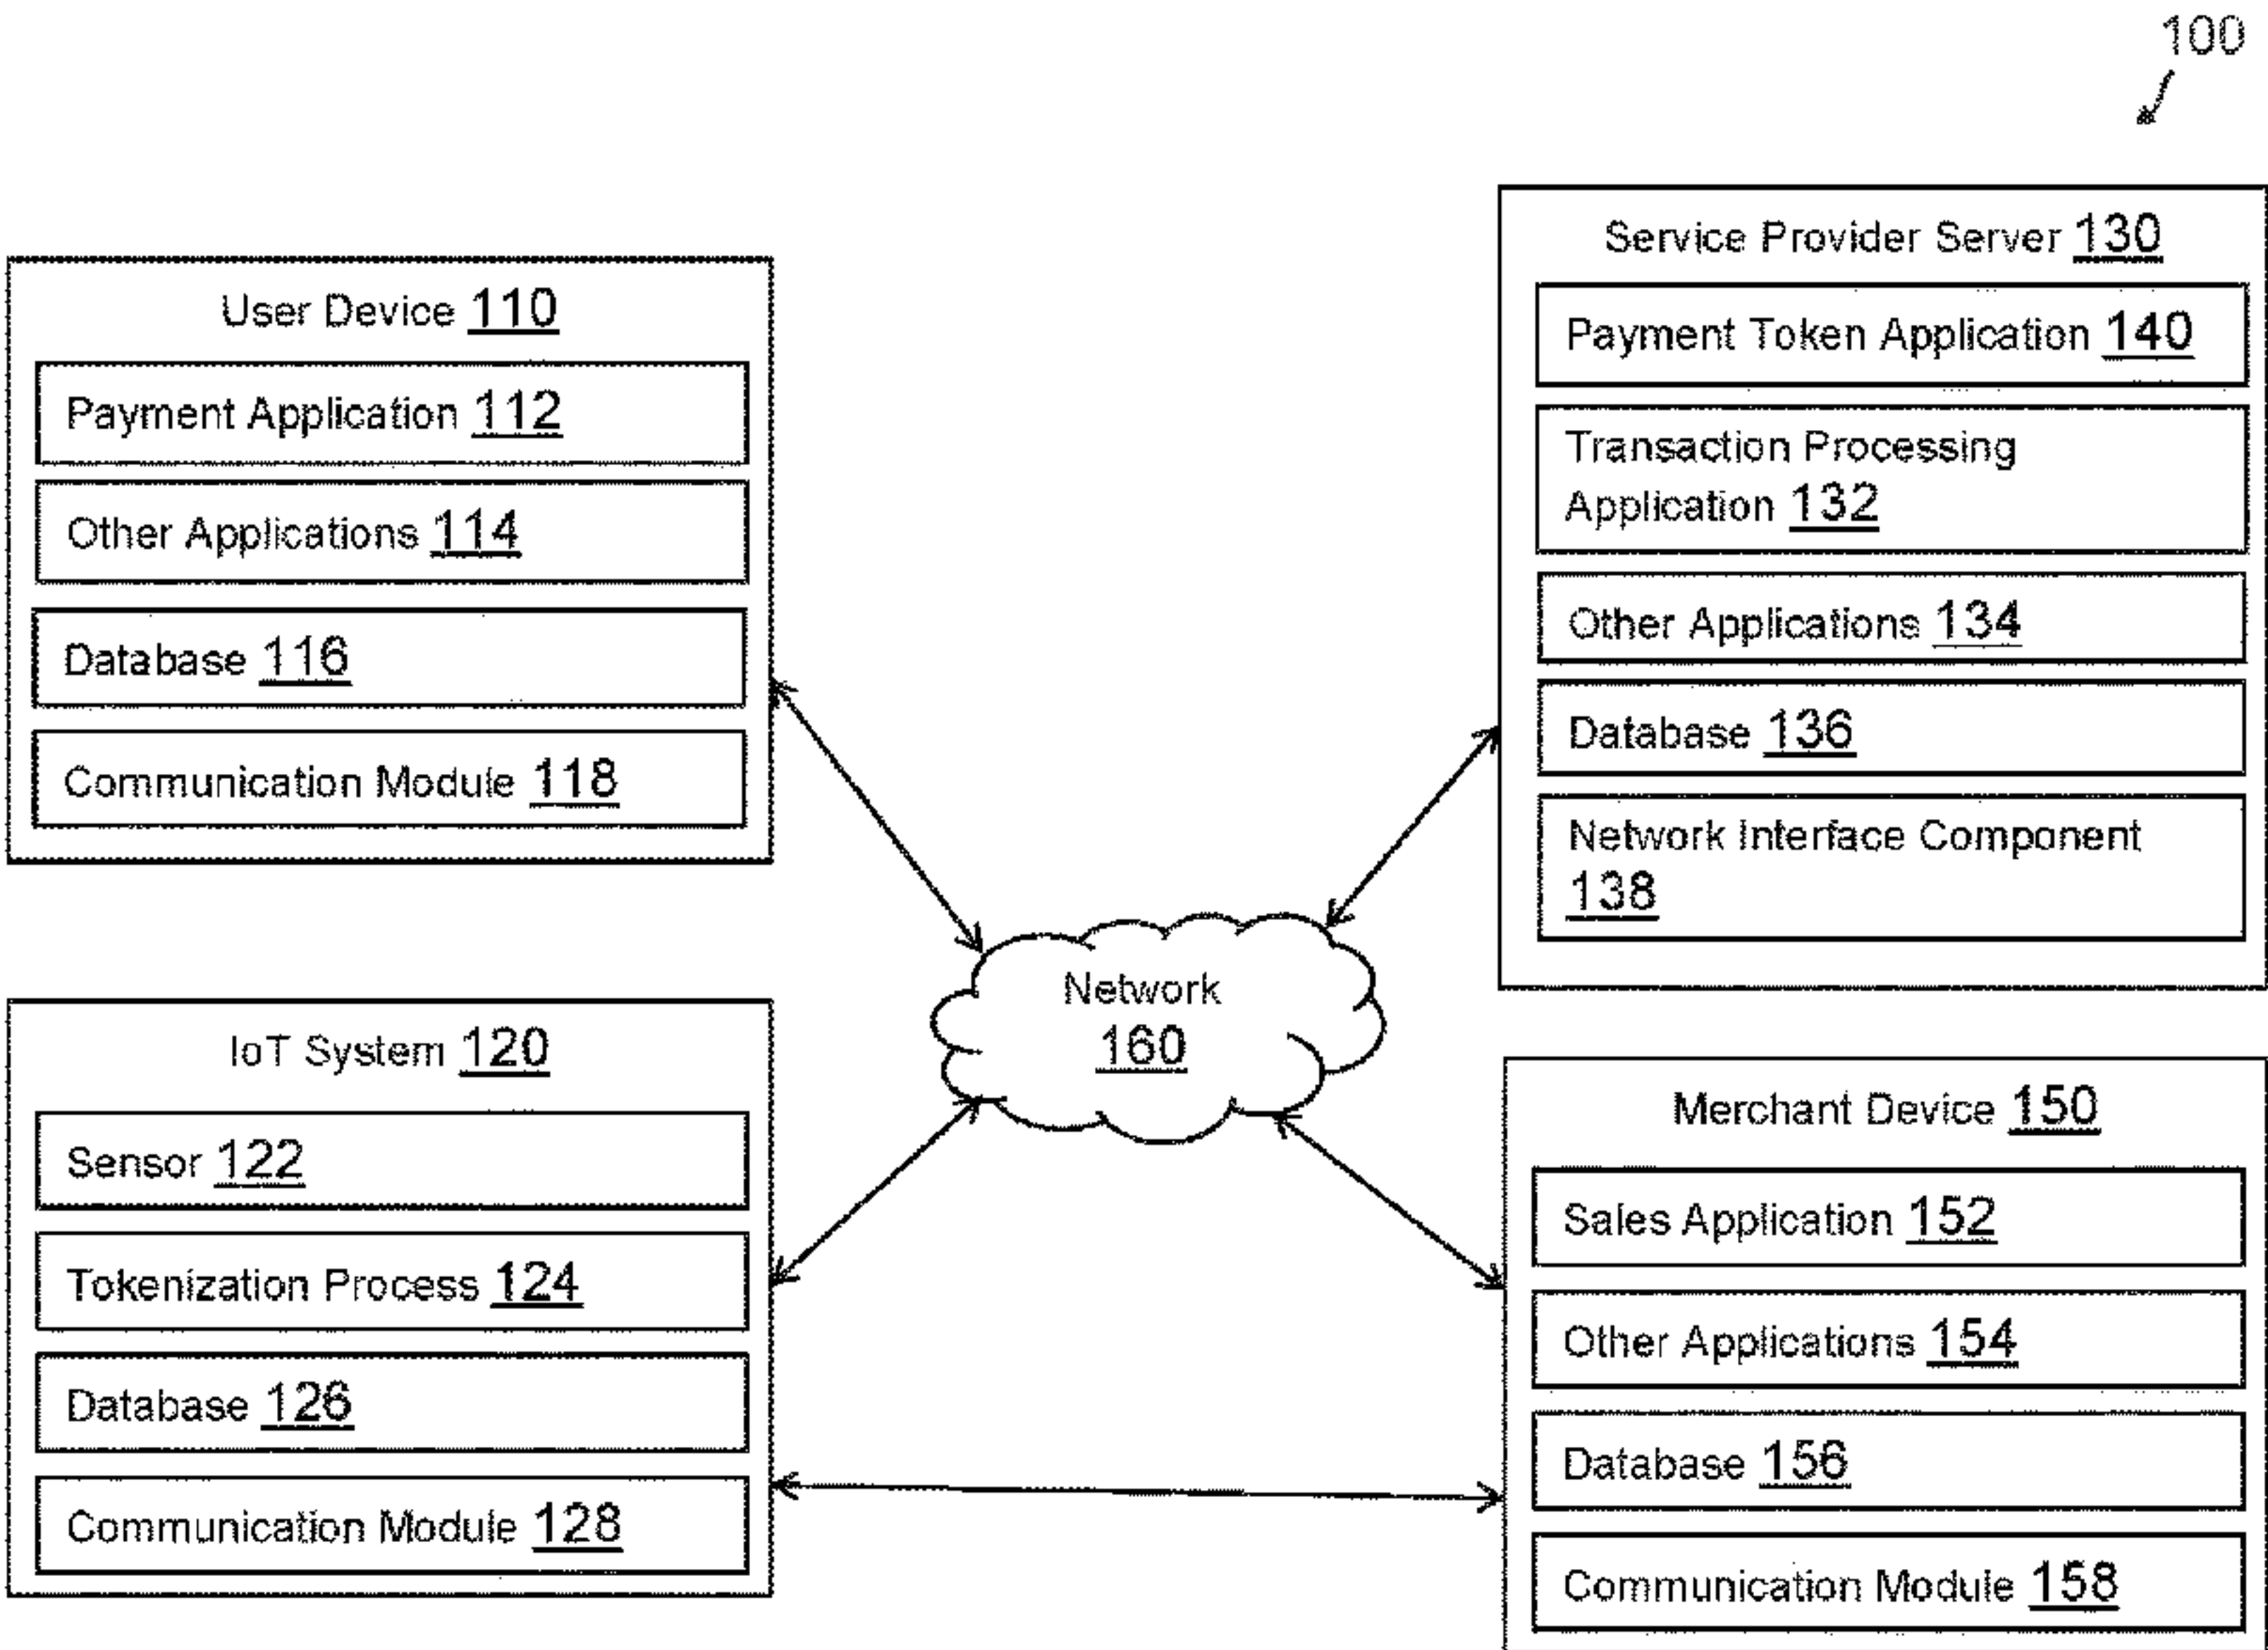 100
User Device 110
Payment Application 112
Other Applications 114
Database 116
Communication Module 118
Service Provider Server 130
Payment Token Application 140
Transaction Processing
Application 132
Other Applications 134
Database 136
Network Interface Component
138
Network
160
IoT System 120
Sensor 122
Tokenization Process 124
Database 126
Communication Module 128
Merchant Device 150
Sales Application 152
Other Applications 154
Database 156
Communication Module 158